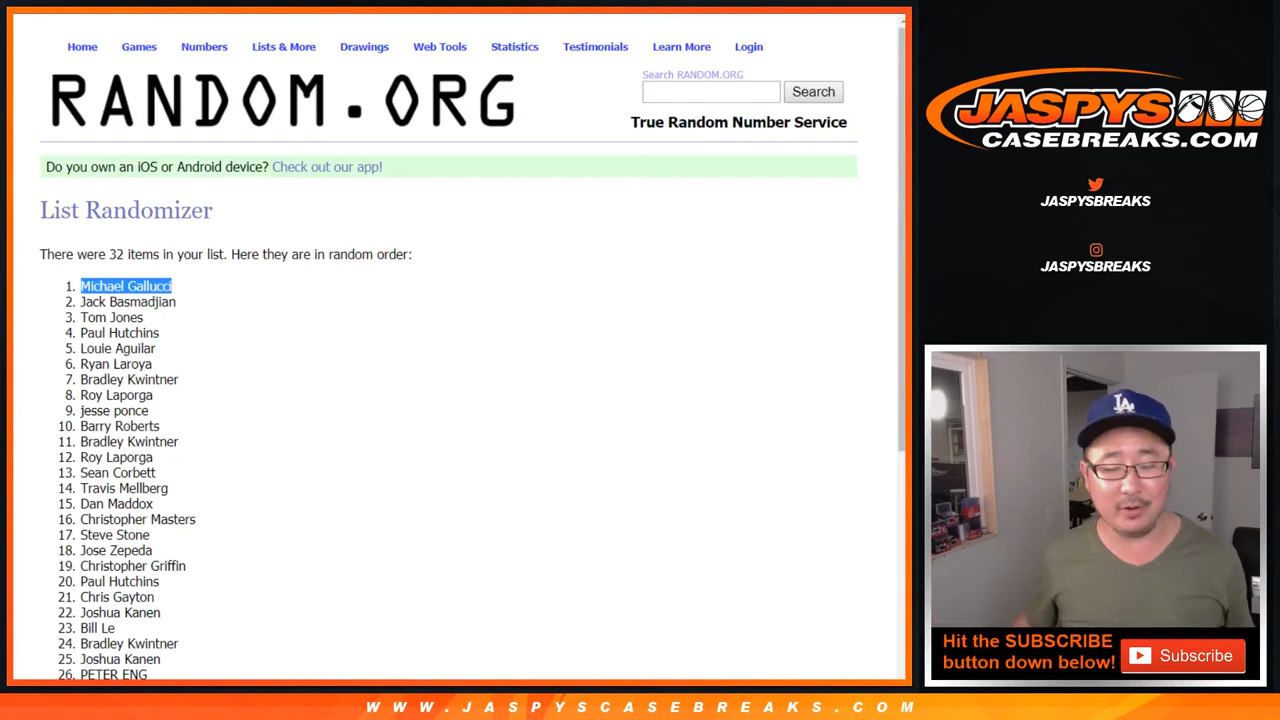 Home Games Numbers Lists & More Drawings Web Tools Statistics Testimonials Learn More Login
RANDOM.ORG
Search RANDOM.ORG
Search
True Random Number Service
Do you own an iOS or Android device? Check out our app!
List Randomizer
There were 32 items in your list. Here they are in random order:
1. Michael Gallucci
2. Jack Basmadjian
3. Tom Jones
4. Paul Hutchins
5. Louie Aguilar
6. Ryan Laroya
7. Bradley Kwintner
8. Roy Laporga
9. jesse ponce
10. Barry Roberts
11. Bradley Kwintner
12. Roy Laporga
13. Sean Corbett
14. Travis Mellberg
15. Dan Maddox
16. Christopher Masters
17. Steve Stone
18. Jose Zepeda
19. Christopher Griffin
20. Paul Hutchins
21. Chris Gayton
22. Joshua Kanen
23. Bill Le
24. Bradley Kwintner
25. Joshua Kanen
26. PETER ENG
JASPYS
CASEBREAKS.COM
JASPYSBREAKS
JASPYSBREAKS
LA
Hit the SUBSCRIBE
button down below!
Subscribe
WWW.JASPYSCASEBREAKS.COM